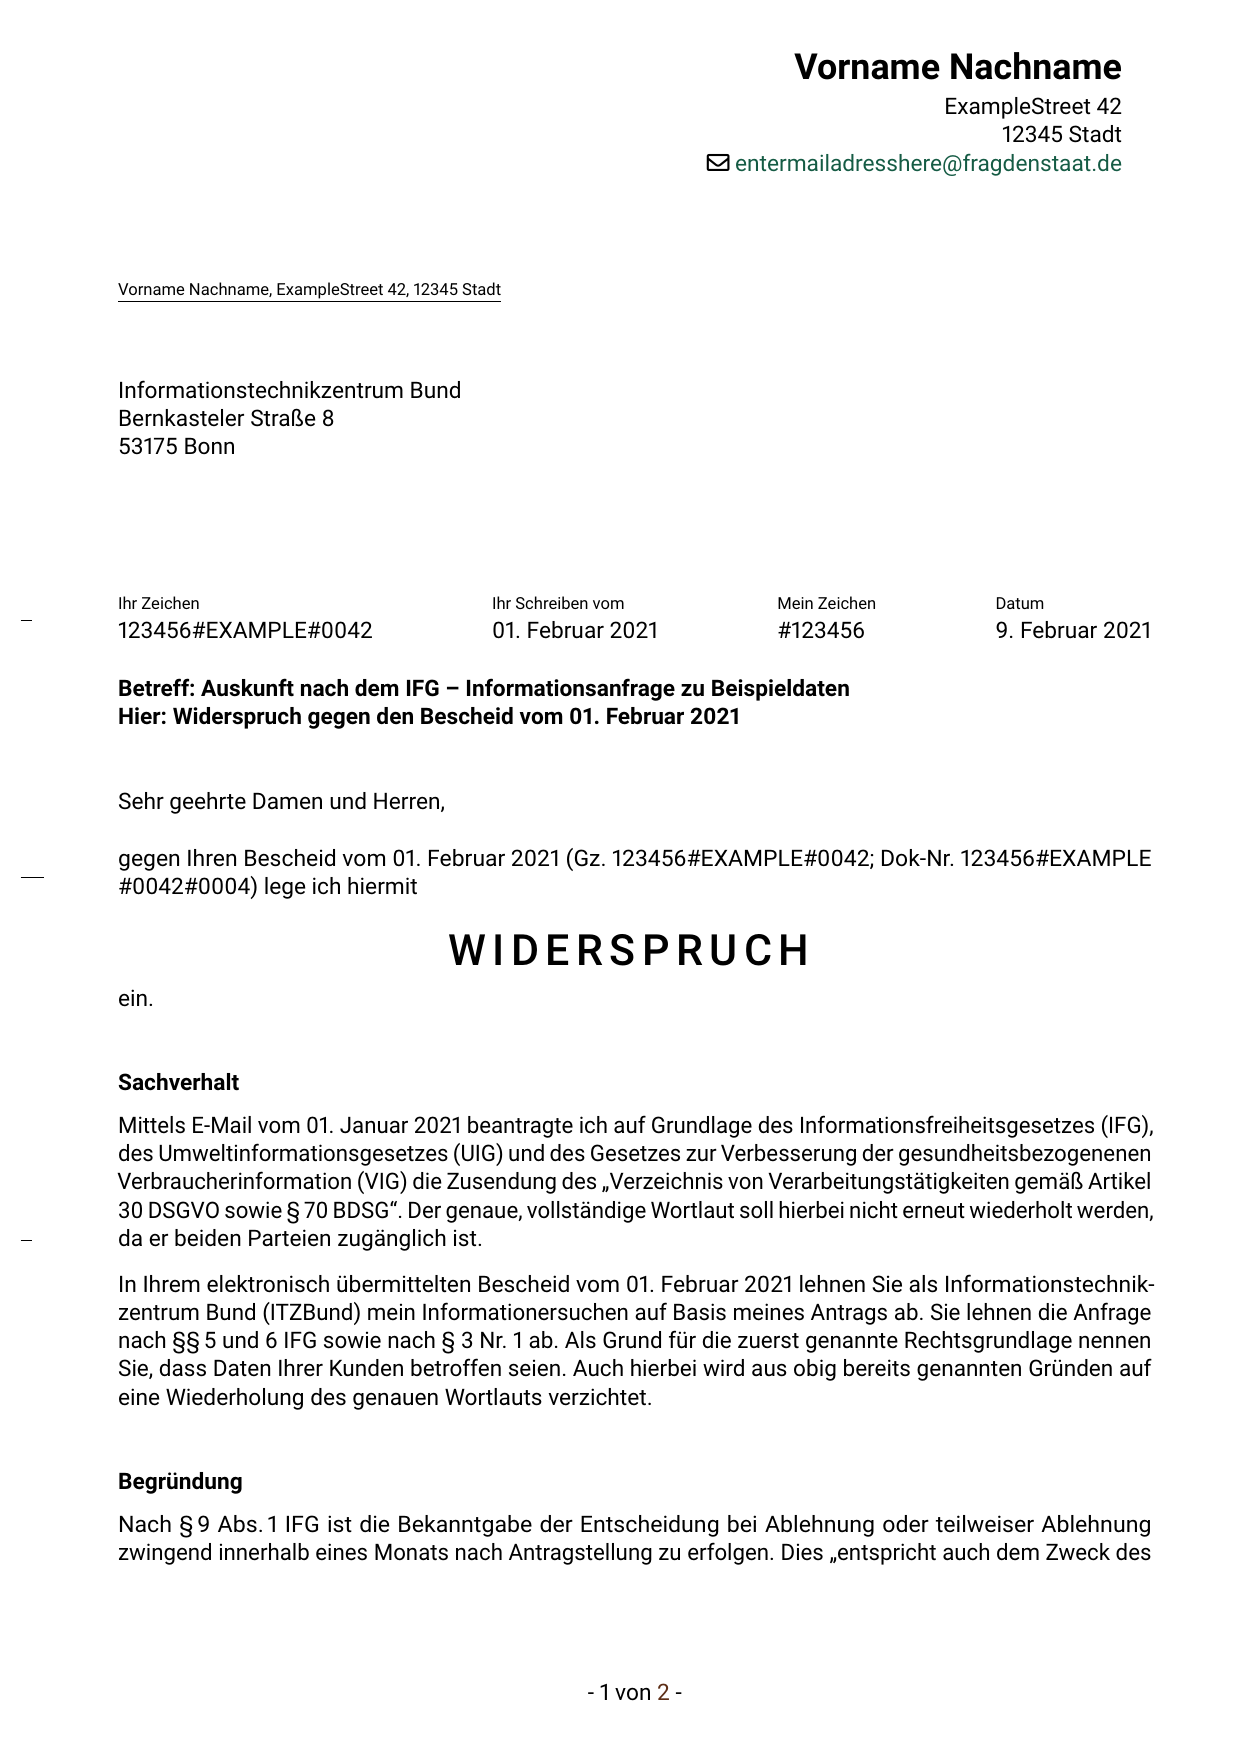 Vorname Nachname
ExampleStreet 42
12345 Stadt
entermailadresshere@fragdenstaat.de
Vorname Nachname, ExampleStreet 42, 12345 Stadt
Informationstechnikzentrum Bund
Bernkasteler Straße 8
53175 Bonn
Ihr Zeichen Ihr Schreiben vom Mein Zeichen Datum
123456#EXAMPLE#0042 01. Februar 2021 #123456 9. Februar 2021
Betreff: Auskunft nach dem IFG – Informationsanfrage zu Beispieldaten
Hier: Widerspruch gegen den Bescheid vom 01. Februar 2021
Sehr geehrte Damen und Herren,
gegen Ihren Bescheid vom 01. Februar 2021 (Gz. 123456#EXAMPLE#0042; Dok-Nr. 123456#EXAMPLE
#0042#0004) lege ich hiermit
WIDERSPRUCH
ein.
Sachverhalt
Mittels E-Mail vom 01. Januar 2021 beantragte ich auf Grundlage des Informationsfreiheitsgesetzes (IFG),
des Umweltinformationsgesetzes (UIG) und des Gesetzes zur Verbesserung der gesundheitsbezogenenen
Verbraucherinformation (VIG) die Zusendung des „Verzeichnis von Verarbeitungstätigkeiten gemäß Artikel
30 DSGVO sowie § 70 BDSG“. Der genaue, vollständige Wortlaut soll hierbei nicht erneut wiederholt werden,
da er beiden Parteien zugänglich ist.
In Ihrem elektronisch übermittelten Bescheid vom 01. Februar 2021 lehnen Sie als Informationstechnik-
zentrum Bund (ITZBund) mein Informationersuchen auf Basis meines Antrags ab. Sie lehnen die Anfrage
nach §§ 5 und 6 IFG sowie nach § 3 Nr. 1 ab. Als Grund für die zuerst genannte Rechtsgrundlage nennen
Sie, dass Daten Ihrer Kunden betroffen seien. Auch hierbei wird aus obig bereits genannten Gründen auf
eine Wiederholung des genauen Wortlauts verzichtet.
Begründung
Nach § 9 Abs. 1 IFG ist die Bekanntgabe der Entscheidung bei Ablehnung oder teilweiser Ablehnung
zwingend innerhalb eines Monats nach Antragstellung zu erfolgen. Dies „entspricht auch dem Zweck des
- 1 von 2 -